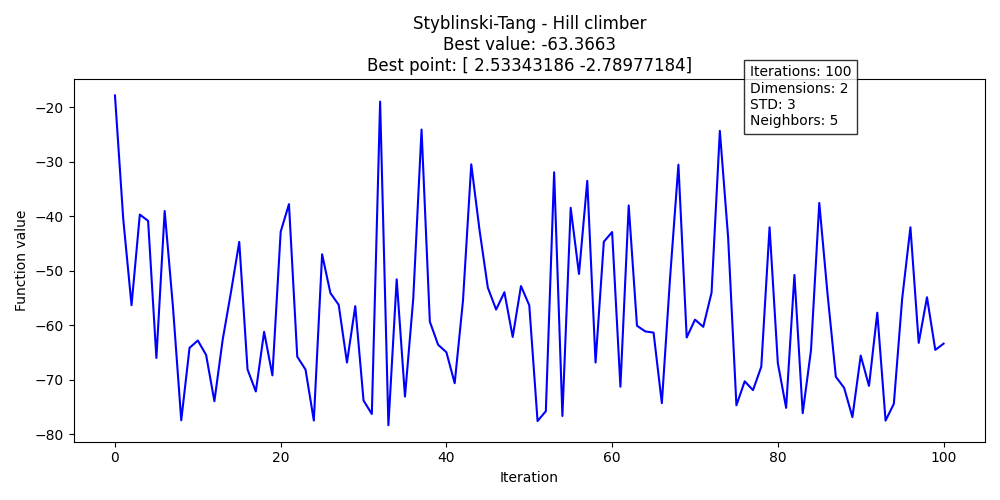 Styblinski-Tang - Hill climber
Best value: -63.3663
Best point: [ 2.53343186 -2.78977184]
Iterations: 100
Dimensions: 2
STD: 3
Neighbors: 5
−20
−30
−40
−50
−60
−70
−80
Function value
0 20 40 60 80 100
Iteration